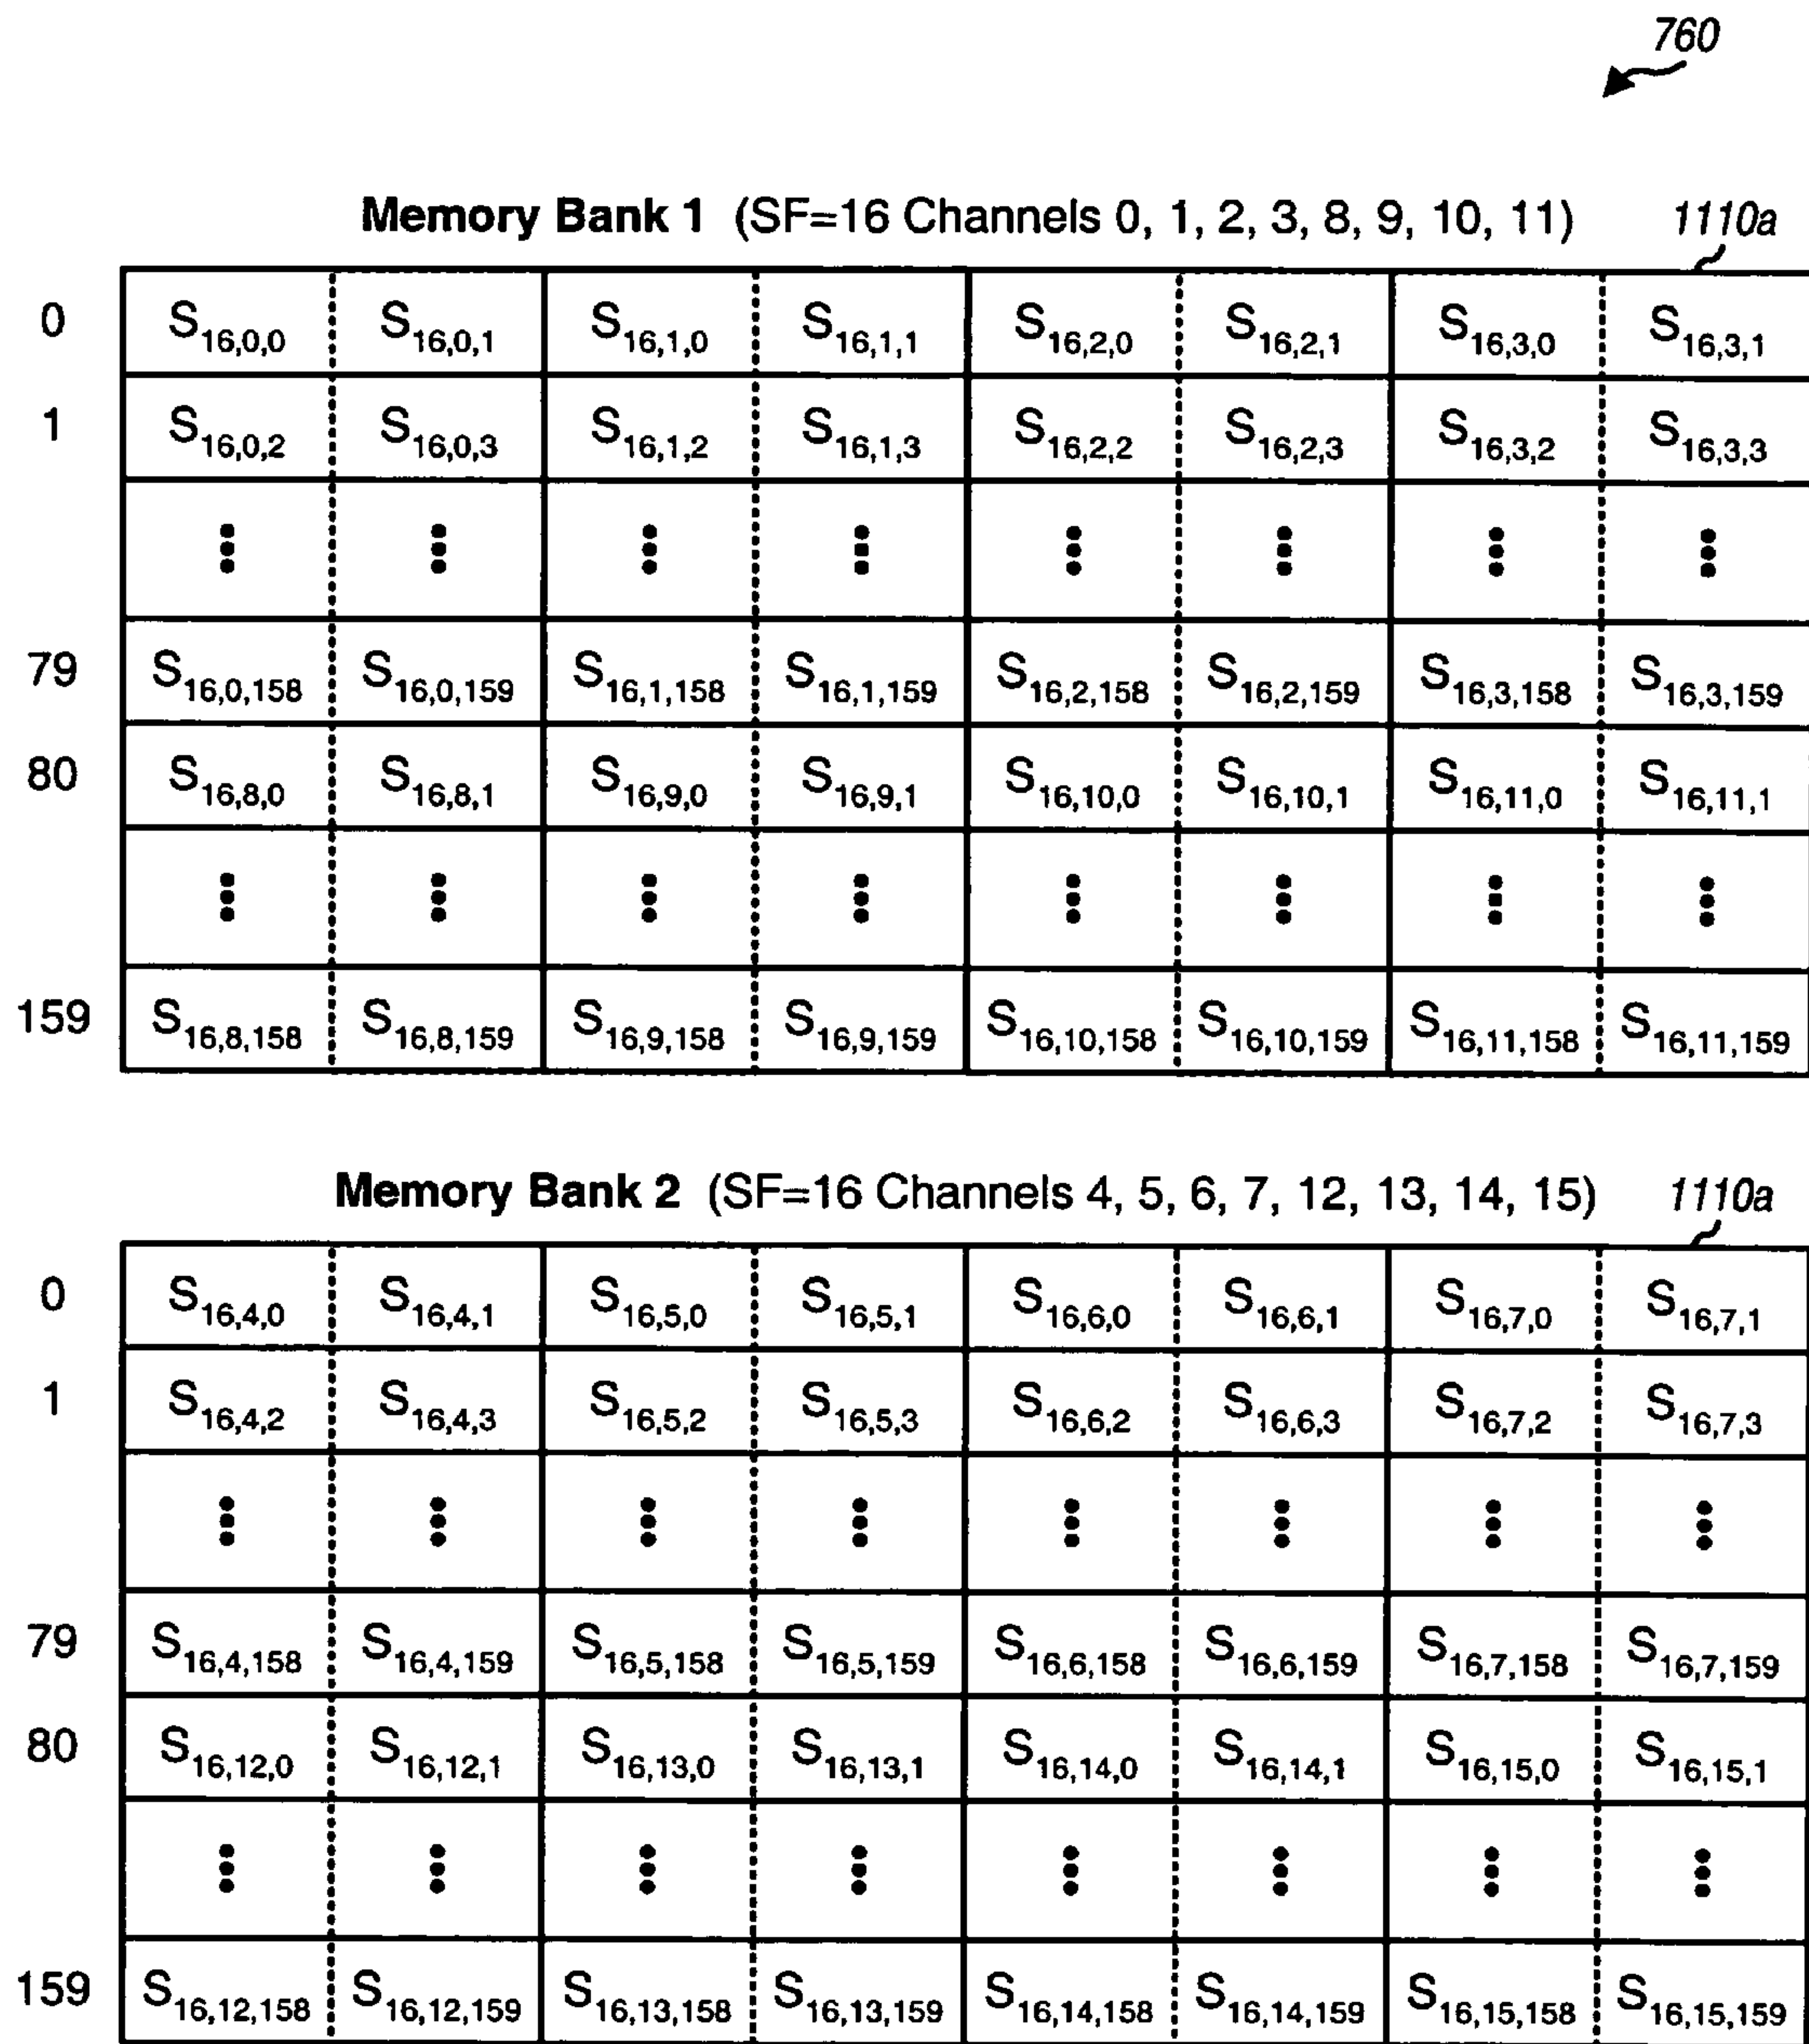 760
Memory Bank 1 (SF=16 Channels 0, 1, 2, 3, 8, 9, 10, 11) 1110a
0 S16,0,0 S16,0,1 S16,1,0 S16,1,1 S16,2,0 S16,2,1 S16,3,0 S16,3,1
1 S16,0,2 S16,0,3 S16,1,2 S16,1,3 S16,2,2 S16,2,3 S16,3,2 S16,3,3
79 S16,0,158 S16,0,159 S16,1,158 S16,1,159 S16,2,158 S16,2,159 S16,3,158 S16,3,159
80 S16,8,0 S16,8,1 S16,9,0 S16,9,1 S16,10,0 S16,10,1 S16,11,0 S16,11,1
159 S16,8,158 S16,8,159 S16,9,158 S16,9,159 S16,10,158 S16,10,159 S16,11,158 S16,11,159
Memory Bank 2 (SF=16 Channels 4, 5, 6, 7, 12, 13, 14, 15) 1110a
0 S16,4,0 S16,4,1 S16,5,0 S16,5,1 S16,6,0 S16,6,1 S16,7,0 S16,7,1
1 S16,4,2 S16,4,3 S16,5,2 S16,5,3 S16,6,2 S16,6,3 S16,7,2 S16,7,3
79 S16,4,158 S16,4,159 S16,5,158 S16,5,159 S16,6,158 S16,6,159 S16,7,158 S16,7,159
80 S16,12,0 S16,12,1 S16,13,0 S16,13,1 S16,14,0 S16,14,1 S16,15,0 S16,15,1
159 S16,12,158 S16,12,159 S16,13,158 S16,13,159 S16,14,158 S16,14,159 S16,15,158 S16,15,159